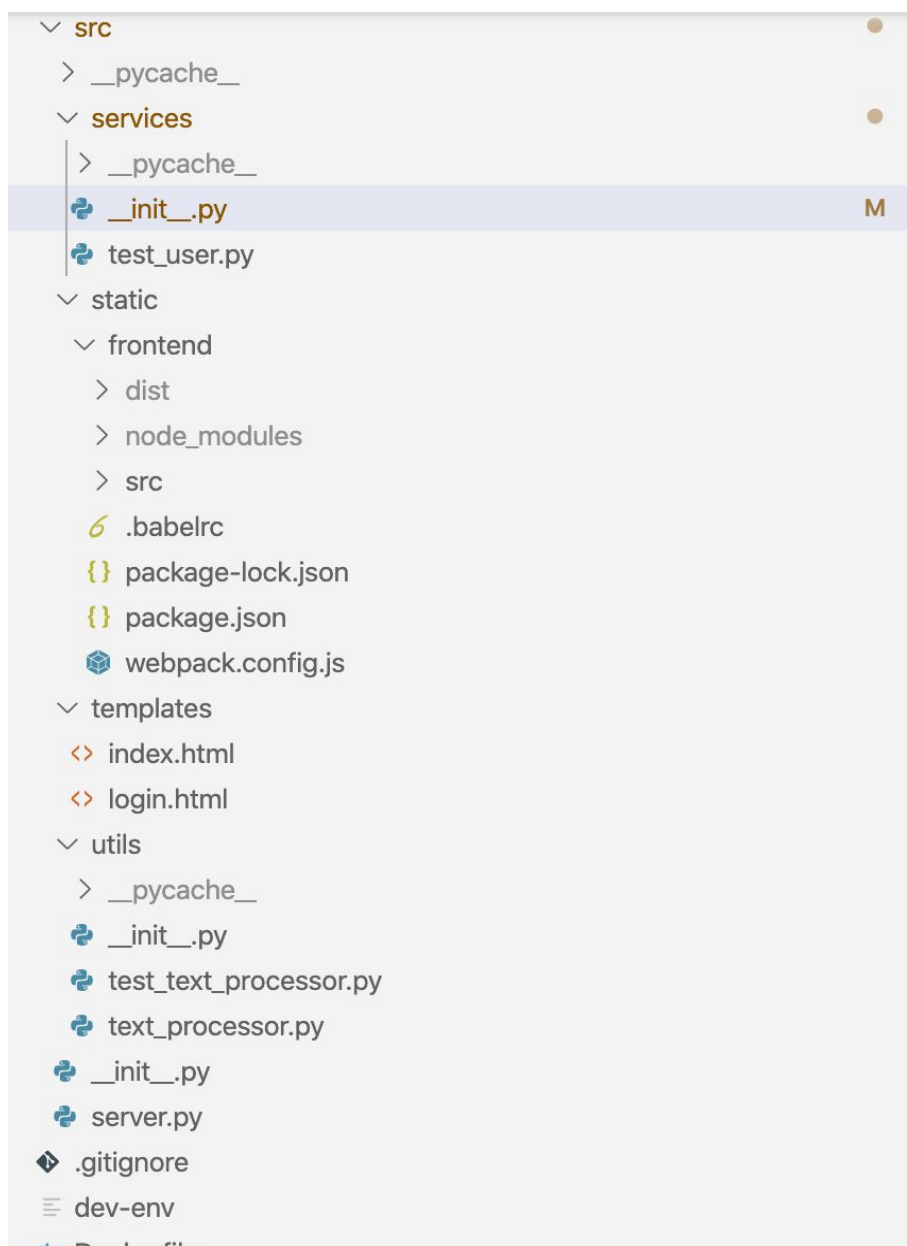 src
__pycache__
services
__pycache__
__init__.py M
test_user.py
static
frontend
dist
node_modules
src
.babelrc
package-lock.json
package.json
webpack.config.js
templates
index.html
login.html
utils
__pycache__
__init__.py
test_text_processor.py
text_processor.py
__init__.py
server.py
.gitignore
dev-env